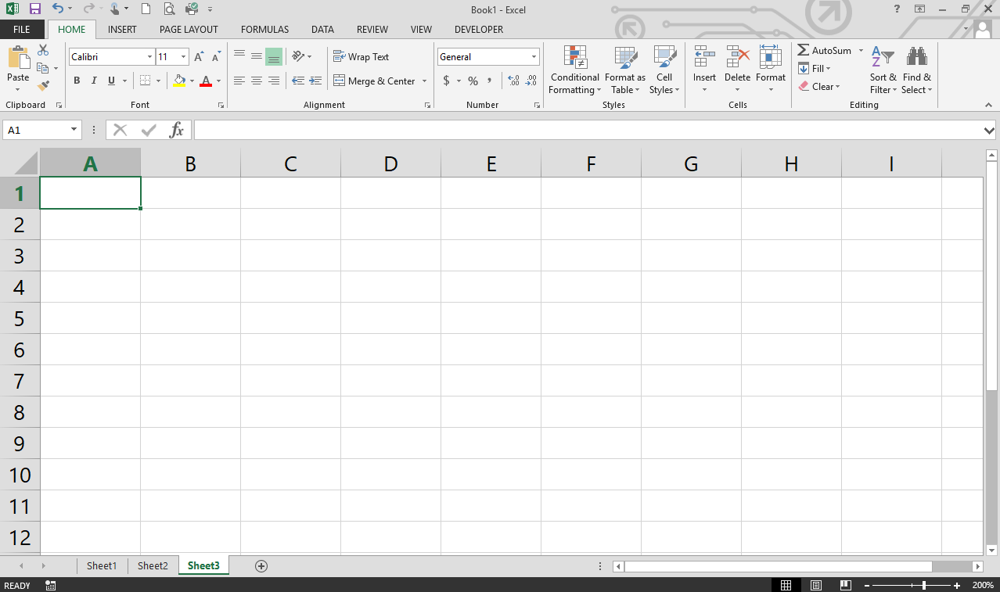 Book1 - Excel
?
FILE HOME INSERT PAGE LAYOUT FORMULAS DATA REVIEW VIEW DEVELOPER
Paste
Clipboard
Calibri 11
B I U A
Font
Wrap Text
Merge & Center
Alignment
General
$ % ,
Number
Conditional Formatting
Format as Table
Cell Styles
Styles
Insert Delete Format
Cells
AutoSum
Fill
Clear
Sort & Filter
Find & Select
Editing
A1
fx
A B C D E F G H I
1
2
3
4
5
6
7
8
9
10
11
12
Sheet1 Sheet2 Sheet3
READY
200%